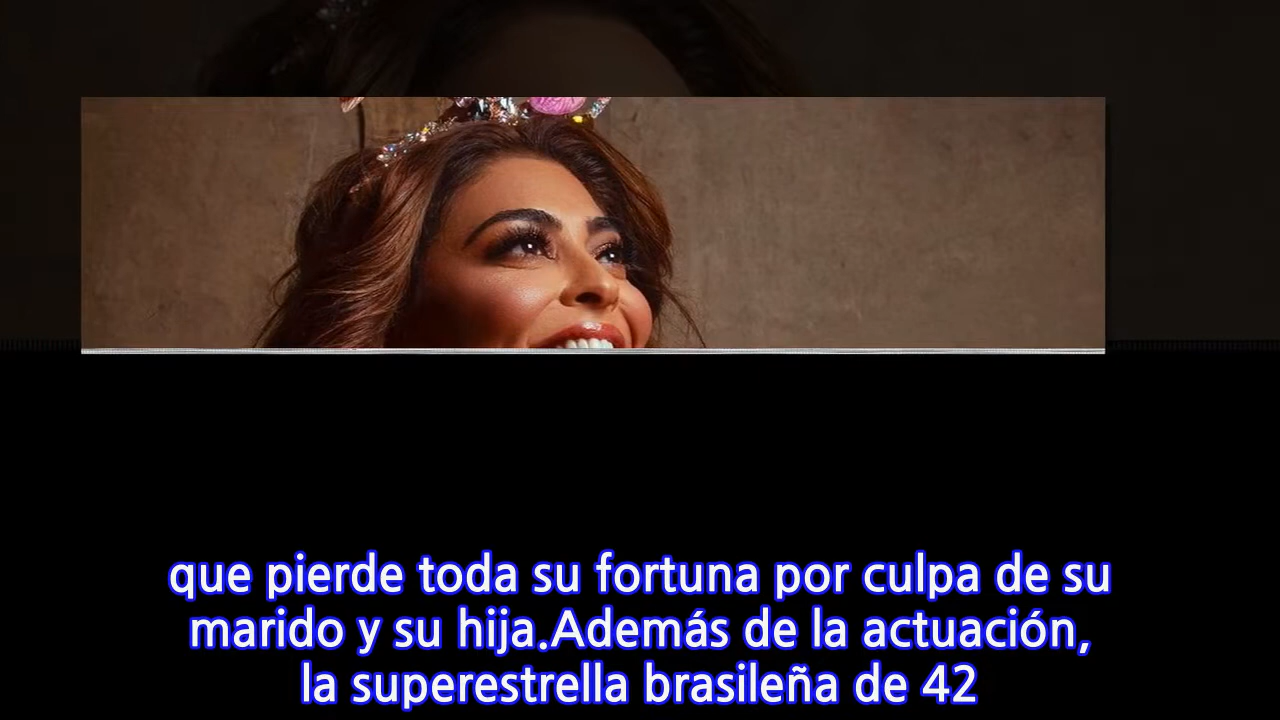 que pierde toda su fortuna por culpa de su
marido y su hija.Además de la actuación,
la superestrella brasileña de 42